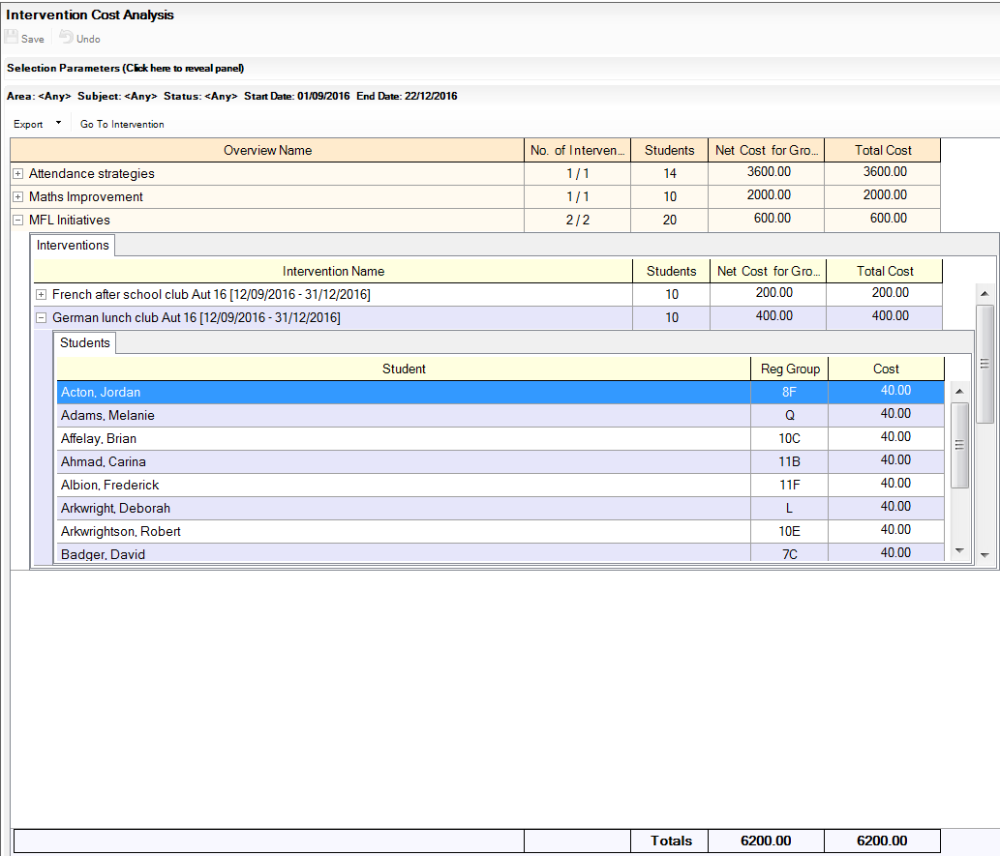 Intervention Cost Analysis
Save Undo
Selection Parameters (Click here to reveal panel)
Area: <Any> Subject: <Any> Status: <Any> Start Date: 01/09/2016 End Date: 22/12/2016
Export Go To Intervention
Overview Name No. of Interven... Students Net Cost for Gro... Total Cost
Attendance strategies 1 / 1 14 3600.00 3600.00
Maths Improvement 1 / 1 10 2000.00 2000.00
MFL Initiatives 2 / 2 20 600.00 600.00
Interventions
Intervention Name Students Net Cost for Gro... Total Cost
French after school club Aut 16 [12/09/2016 - 31/12/2016] 10 200.00 200.00
German lunch club Aut 16 [12/09/2016 - 31/12/2016] 10 400.00 400.00
Students
Student Reg Group Cost
Acton, Jordan 8F 40.00
Adams, Melanie Q 40.00
Affelay, Brian 10C 40.00
Ahmad, Carina 11B 40.00
Albion, Frederick 11F 40.00
Arkwright, Deborah L 40.00
Arkwrightson, Robert 10E 40.00
Badger, David 7C 40.00
Totals 6200.00 6200.00